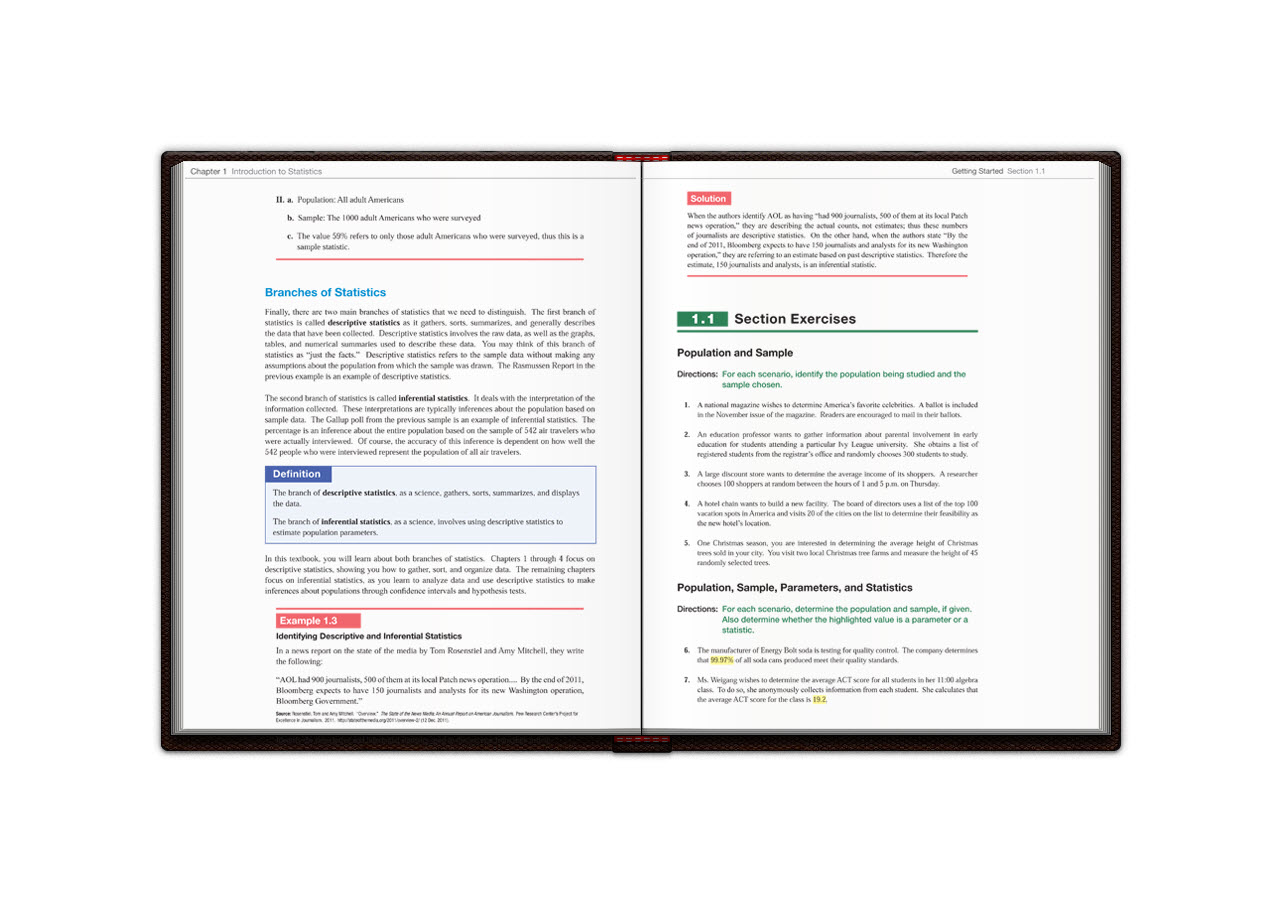 Chapter 1 Introduction to Statistics
II. a. Population: All adult Americans
b. Sample: The 1000 adult Americans who were surveyed
c. The value 59% refers to only those adult Americans who were surveyed, thus this is a
sample statistic.
Branches of Statistics
Finally, there are two main branches of statistics that we need to distinguish. The first branch of
statistics is called descriptive statistics as it gathers, sorts, summarizes, and generally describes
the data that have been collected. Descriptive statistics involves the raw data, as well as the graphs,
tables, and numerical summaries used to describe these data. You may think of this branch of
statistics as “just the facts.” Descriptive statistics refers to the sample data without making any
assumptions about the population from which the sample was drawn. The Rasmussen Report in the
previous example is an example of descriptive statistics.
The second branch of statistics is called inferential statistics. It deals with the interpretation of the
information collected. These interpretations are typically inferences about the population based on
sample data. The Gallup poll from the previous sample is an example of inferential statistics. The
percentage is an inference about the entire population based on the sample of 542 air travelers who
were actually interviewed. Of course, the accuracy of this inference is dependent on how well the
542 people who were interviewed represent the population of all air travelers.
Definition
The branch of descriptive statistics, as a science, gathers, sorts, summarizes, and displays
the data.
The branch of inferential statistics, as a science, involves using descriptive statistics to
estimate population parameters.
In this textbook, you will learn about both branches of statistics. Chapters 1 through 4 focus on
descriptive statistics, showing you how to gather, sort, and organize data. The remaining chapters
focus on inferential statistics, as you learn to analyze data and use descriptive statistics to make
inferences about populations through confidence intervals and hypothesis tests.
Example 1.3
Identifying Descriptive and Inferential Statistics
In a news report on the state of the media by Tom Rosenstiel and Amy Mitchell, they write
the following:
“AOL had 900 journalists, 500 of them at its local Patch news operation.... By the end of 2011,
Bloomberg expects to have 150 journalists and analysts for its new Washington operation,
Bloomberg Government.”
Source: Rosenstiel, Tom and Amy Mitchell. “Overview.” The State of the News Media: An Annual Report on American Journalism. Pew Research Center's Project for
Excellence in Journalism. 2011. http://stateofthemedia.org/2011/overview-2/ (12 Dec. 2011).
Getting Started Section 1.1
Solution
When the authors identify AOL as having “had 900 journalists, 500 of them at its local Patch
news operation,” they are describing the actual counts, not estimates; thus these numbers
of journalists are descriptive statistics. On the other hand, when the authors state “By the
end of 2011, Bloomberg expects to have 150 journalists and analysts for its new Washington
operation,” they are referring to an estimate based on past descriptive statistics. Therefore the
estimate, 150 journalists and analysts, is an inferential statistic.
1.1 Section Exercises
Population and Sample
Directions: For each scenario, identify the population being studied and the
sample chosen.
1. A national magazine wishes to determine America's favorite celebrities. A ballot is included
in the November issue of the magazine. Readers are encouraged to mail in their ballots.
2. An education professor wants to gather information about parental involvement in early
education for students attending a particular Ivy League university. She obtains a list of
registered students from the registrar's office and randomly chooses 300 students to study.
3. A large discount store wants to determine the average income of its shoppers. A researcher
chooses 100 shoppers at random between the hours of 1 and 5 p.m. on Thursday.
4. A hotel chain wants to build a new facility. The board of directors uses a list of the top 100
vacation spots in America and visits 20 of the cities on the list to determine their feasibility as
the new hotel's location.
5. One Christmas season, you are interested in determining the average height of Christmas
trees sold in your city. You visit two local Christmas tree farms and measure the height of 45
randomly selected trees.
Population, Sample, Parameters, and Statistics
Directions: For each scenario, determine the population and sample, if given.
Also determine whether the highlighted value is a parameter or a
statistic.
6. The manufacturer of Energy Bolt soda is testing for quality control. The company determines
that 99.97% of all soda cans produced meet their quality standards.
7. Ms. Weigang wishes to determine the average ACT score for all students in her 11:00 algebra
class. To do so, she anonymously collects information from each student. She calculates that
the average ACT score for the class is 19.2.